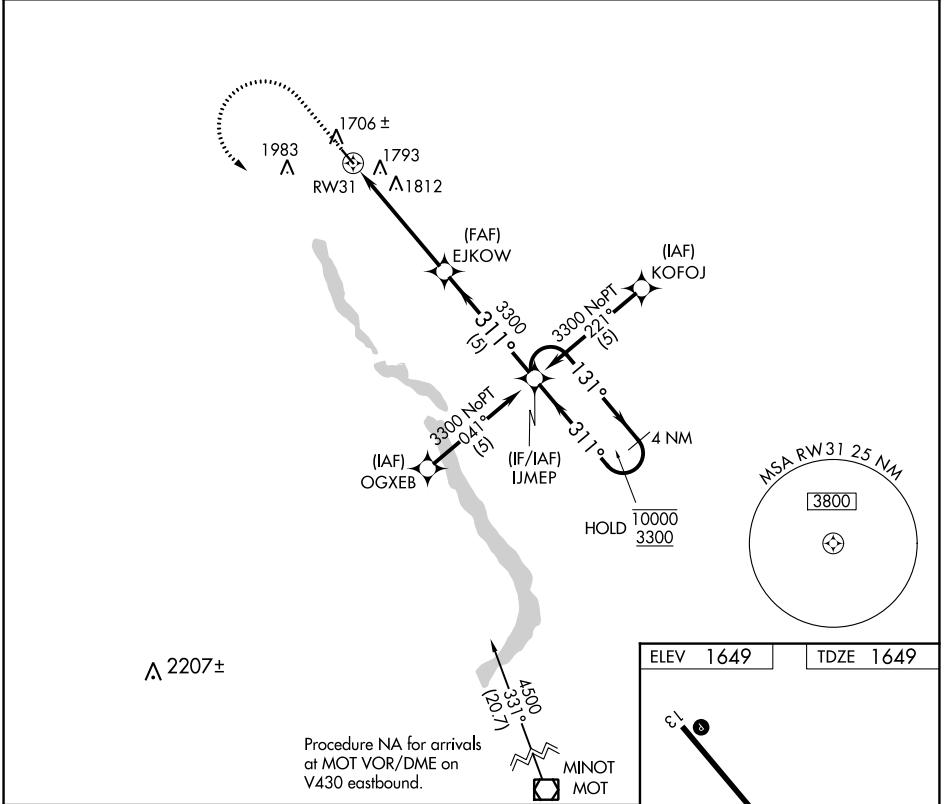 1706 ±
1983
1793
RW31
1812
(FAF)
EJKOW
(IAF)
KOFOJ
3300
311°
(5)
3300 NoPT
221°
(5)
131°
3300 NoPT
041°
(5)
311°
4 NM
(IAF)
OGXEB
(IF/IAF)
IJMEP
HOLD 10000
3300
MSA RW31 25 NM
3800
2207 ±
4500
331°
(20.7)
Procedure NA for arrivals
at MOT VOR/DME on
V430 eastbound.
MINOT
MOT
ELEV 1649
TDZE 1649
13
P